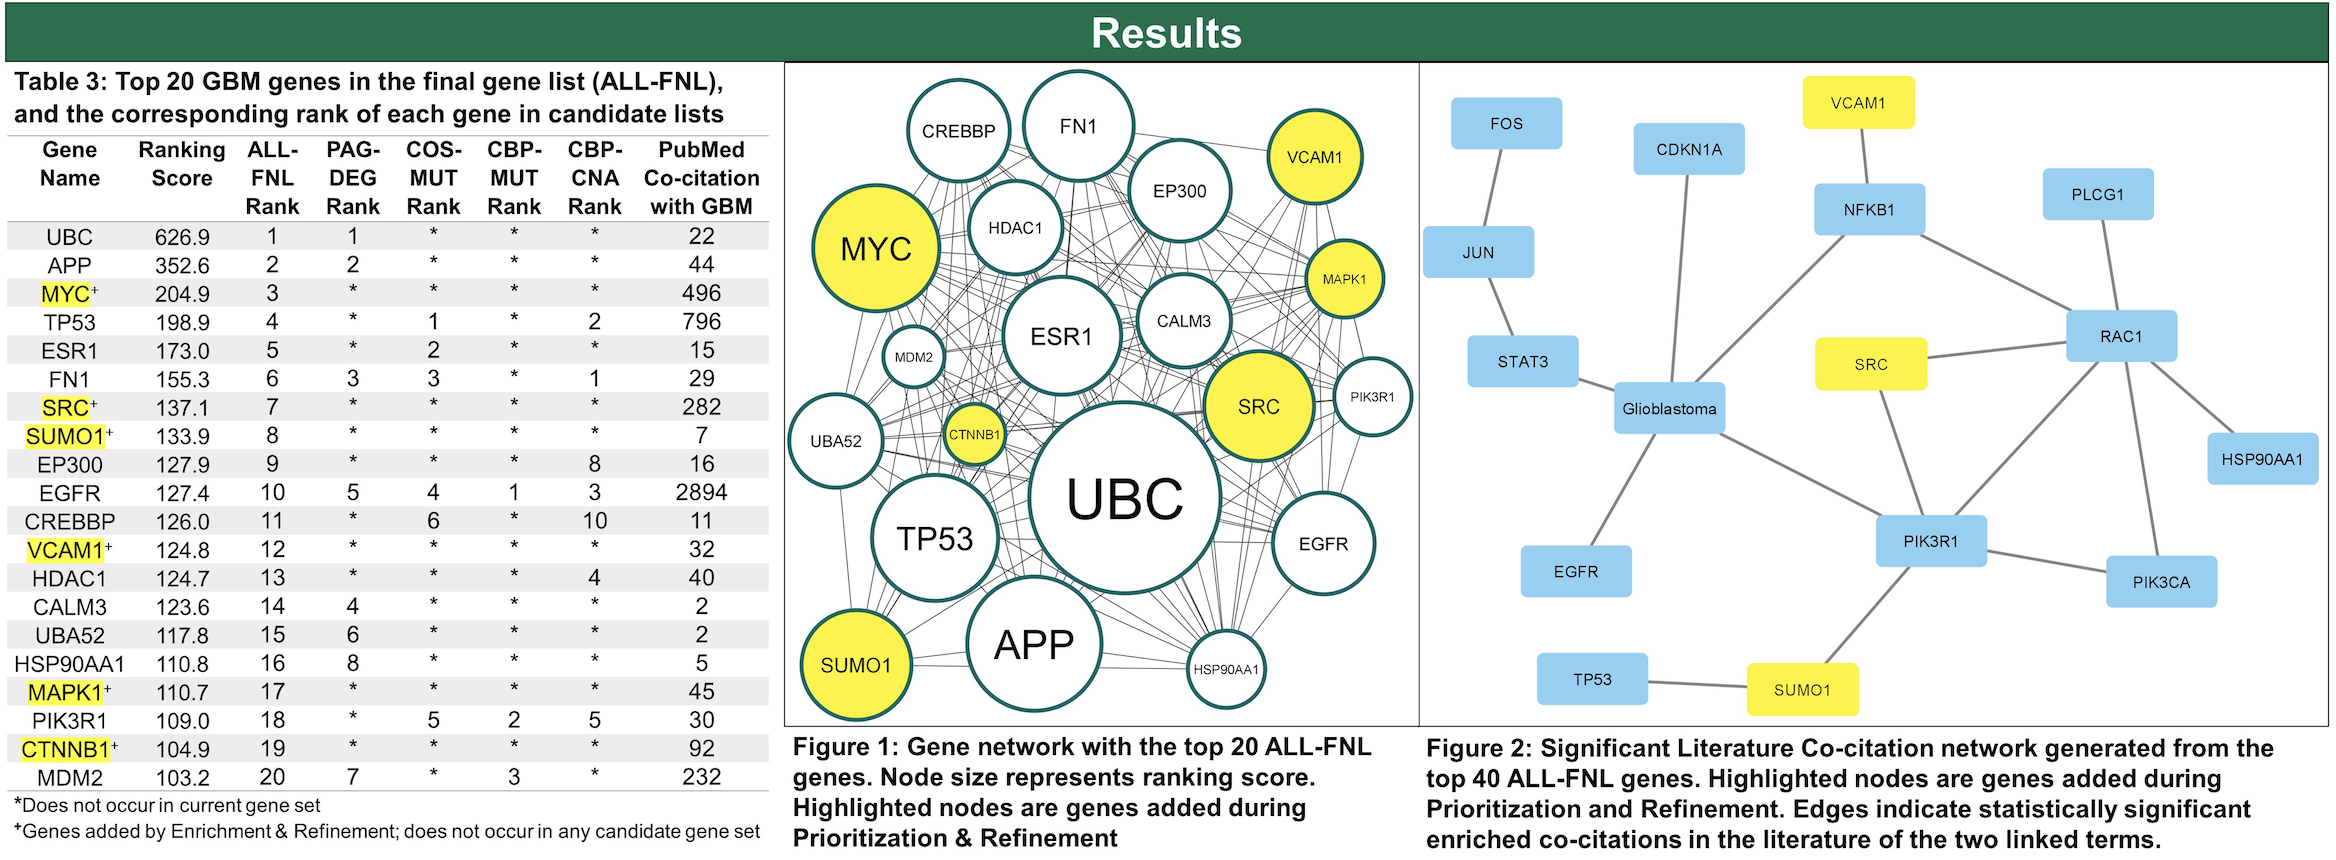 Results
Table 3: Top 20 GBM genes in the final gene list (ALL-FNL),
and the corresponding rank of each gene in candidate lists
Gene Name Ranking Score ALL-FNL Rank PAG-DEG Rank COS-MUT Rank CBP-MUT Rank CBP-CNA Rank PubMed Co-citation with GBM
UBC 626.9 1 1 * * * 22
APP 352.6 2 2 * * * 44
MYC+ 204.9 3 * * * * 496
TP53 198.9 4 * 1 * 2 796
ESR1 173.0 5 * 2 * * 15
FN1 155.3 6 3 3 * 1 29
SRC+ 137.1 7 * * * * 282
SUMO1+ 133.9 8 * * * * 7
EP300 127.9 9 * * * 8 16
EGFR 127.4 10 5 4 1 3 2894
CREBBP 126.0 11 * 6 * 10 11
VCAM1+ 124.8 12 * * * * 32
HDAC1 124.7 13 * * * 4 40
CALM3 123.6 14 4 * * * 2
UBA52 117.8 15 6 * * * 2
HSP90AA1 110.8 16 8 * * * 5
MAPK1+ 110.7 17 * * * * 45
PIK3R1 109.0 18 * 5 2 5 30
CTNNB1+ 104.9 19 * * * * 92
MDM2 103.2 20 7 * 3 * 232
*Does not occur in current gene set
+Genes added by Enrichment & Refinement; does not occur in any candidate gene set
CREBBP
FN1
VCAM1
EP300
HDAC1
MYC
MAPK1
CALM3
ESR1
MDM2
PIK3R1
SRC
CTNNB1
UBA52
UBC
TP53
EGFR
APP
SUMO1
HSP90AA1
Figure 1: Gene network with the top 20 ALL-FNL
genes. Node size represents ranking score.
Highlighted nodes are genes added during
Prioritization & Refinement
VCAM1
FOS
CDKN1A
PLCG1
NFKB1
JUN
RAC1
STAT3
SRC
Glioblastoma
HSP90AA1
PIK3R1
EGFR
PIK3CA
TP53
SUMO1
Figure 2: Significant Literature Co-citation network generated from the
top 40 ALL-FNL genes. Highlighted nodes are genes added during
Prioritization and Refinement. Edges indicate statistically significant
enriched co-citations in the literature of the two linked terms.